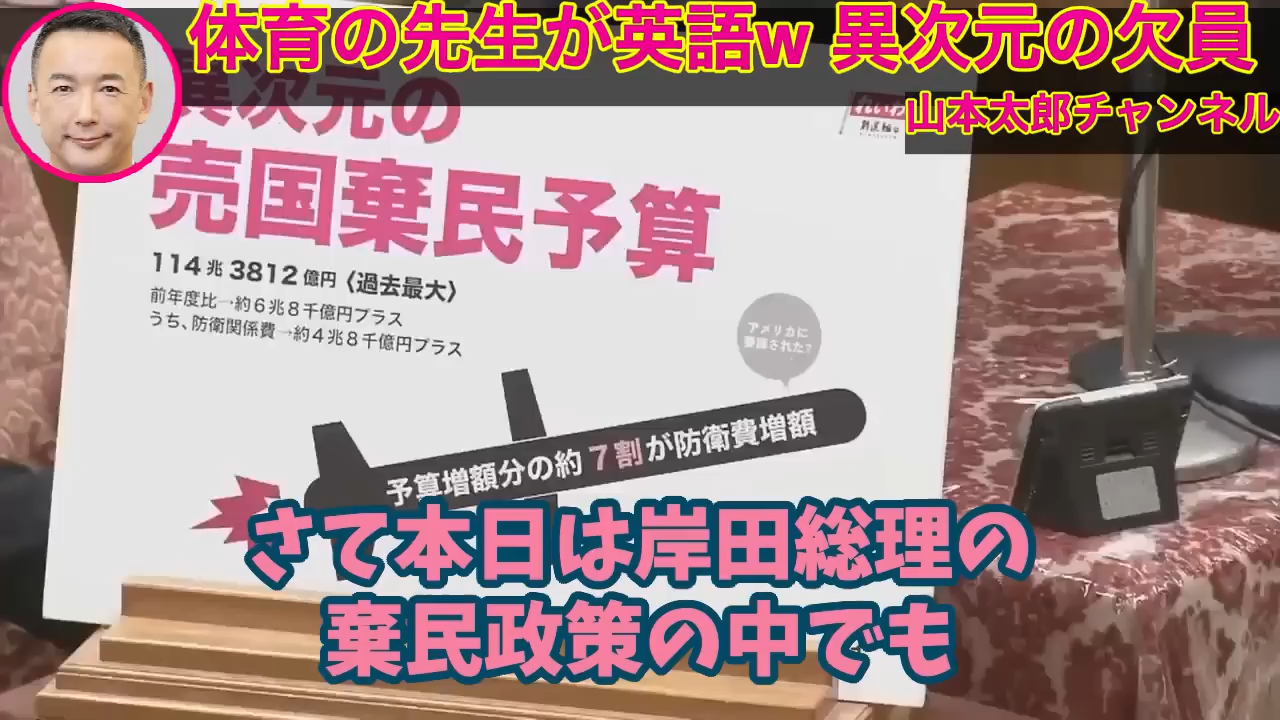 体育の先生が英語w 異次元の欠員
山本太郎チャンネル
異次元の
売国棄民予算
れいわ
新選組
114兆3812億円〈過去最大〉
前年度比→約6兆8千億円プラス
うち、防衛関係費→約4兆8千億円プラス
アメリカに
要請された?
予算増額分の約7割が防衛費増額
さて本日は岸田総理の
棄民政策の中でも